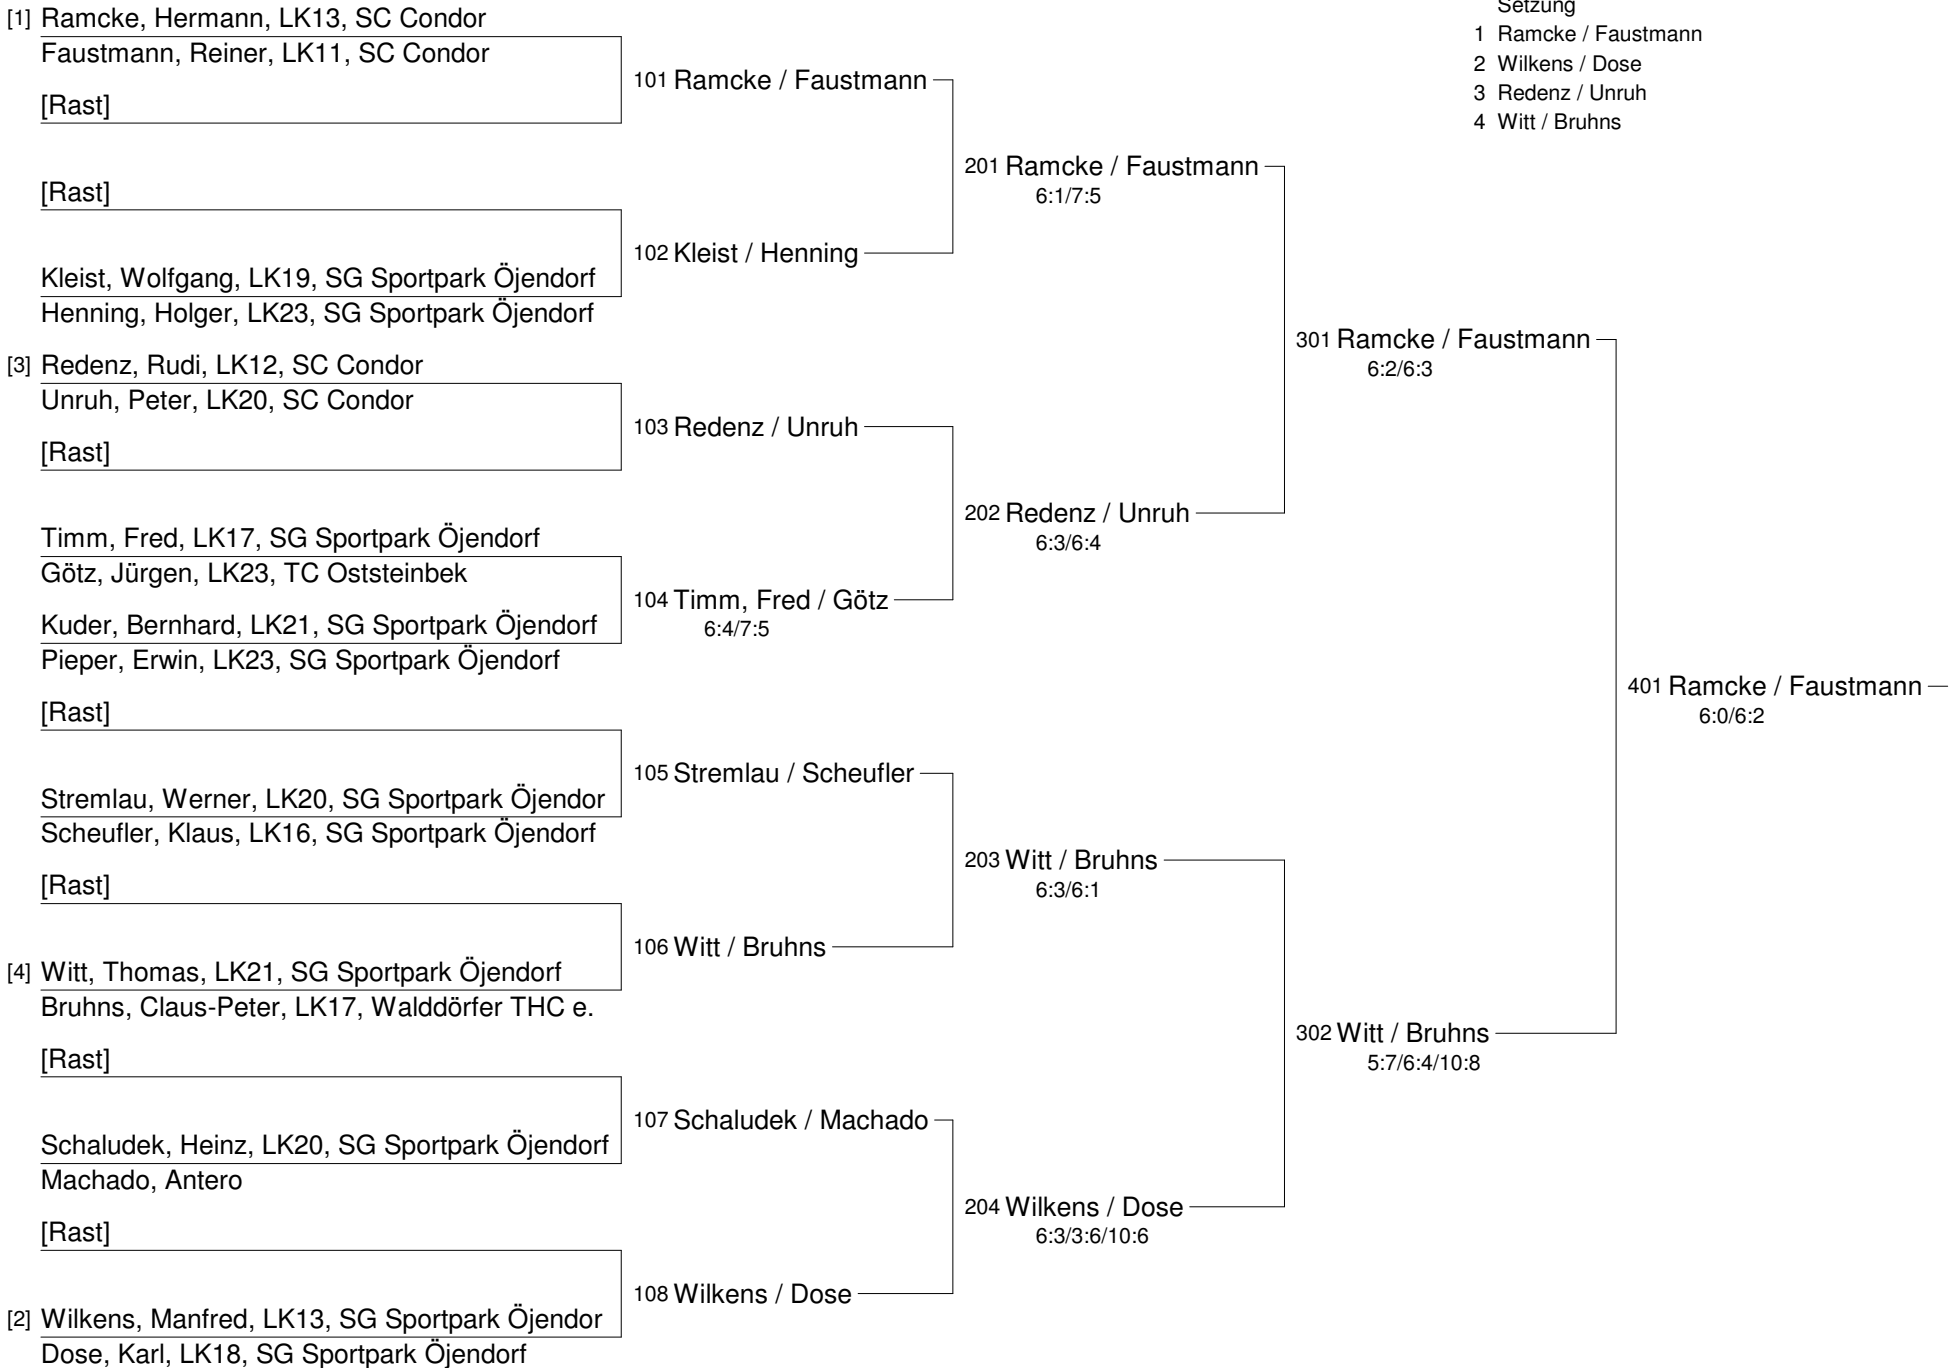 [1] Ramcke, Hermann, LK13, SC Condor
Faustmann, Reiner, LK11, SC Condor
[Rast]
[Rast]
Kleist, Wolfgang, LK19, SG Sportpark Öjendorf
Henning, Holger, LK23, SG Sportpark Öjendorf
[3] Redenz, Rudi, LK12, SC Condor
Unruh, Peter, LK20, SC Condor
[Rast]
Timm, Fred, LK17, SG Sportpark Öjendorf
Götz, Jürgen, LK23, TC Oststeinbek
Kuder, Bernhard, LK21, SG Sportpark Öjendorf
Pieper, Erwin, LK23, SG Sportpark Öjendorf
[Rast]
Stremlau, Werner, LK20, SG Sportpark Öjendor
Scheufler, Klaus, LK16, SG Sportpark Öjendorf
[Rast]
[4] Witt, Thomas, LK21, SG Sportpark Öjendorf
Bruhns, Claus-Peter, LK17, Walddörfer THC e.
[Rast]
Schaludek, Heinz, LK20, SG Sportpark Öjendorf
Machado, Antero
[Rast]
[2] Wilkens, Manfred, LK13, SG Sportpark Öjendor
Dose, Karl, LK18, SG Sportpark Öjendorf
101 Ramcke / Faustmann
102 Kleist / Henning
103 Redenz / Unruh
104 Timm, Fred / Götz
6:4/7:5
105 Stremlau / Scheufler
106 Witt / Bruhns
107 Schaludek / Machado
108 Wilkens / Dose
201 Ramcke / Faustmann
6:1/7:5
202 Redenz / Unruh
6:3/6:4
203 Witt / Bruhns
6:3/6:1
204 Wilkens / Dose
6:3/3:6/10:6
301 Ramcke / Faustmann
6:2/6:3
302 Witt / Bruhns
5:7/6:4/10:8
401 Ramcke / Faustmann
6:0/6:2
Setzung
1 Ramcke / Faustmann
2 Wilkens / Dose
3 Redenz / Unruh
4 Witt / Bruhns